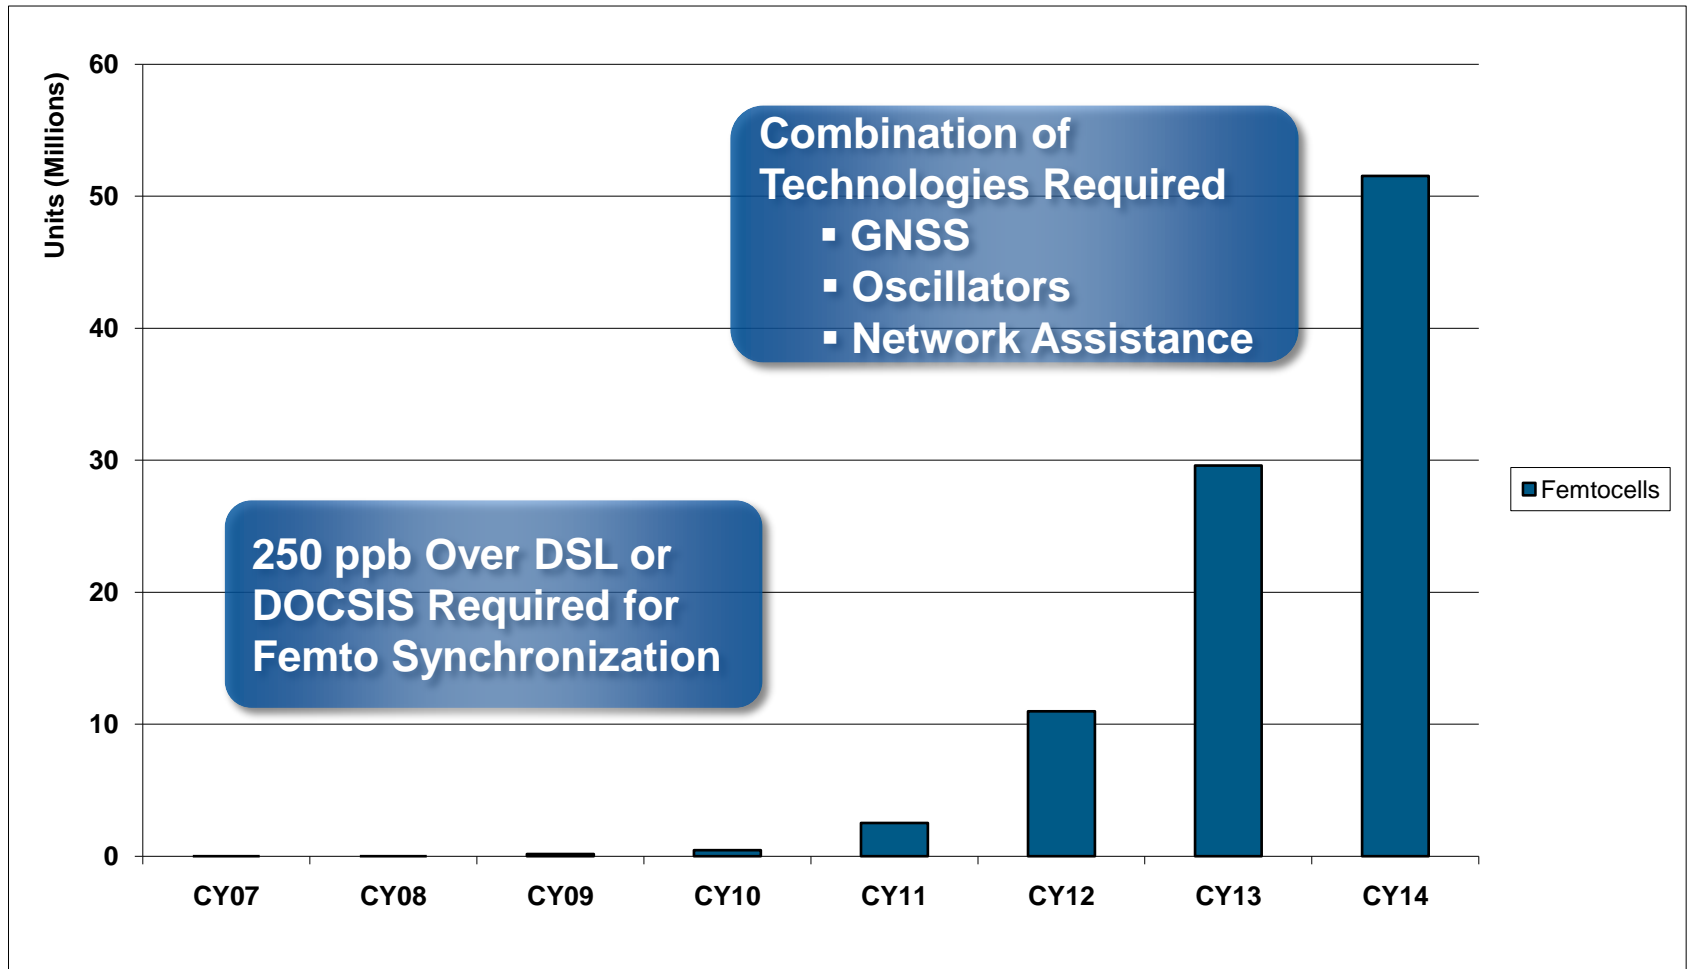 Units (Millions)
60
50
40
30
20
10
0
Combination of
Technologies Required
▪ GNSS
▪ Oscillators
▪ Network Assistance
250 ppb Over DSL or
DOCSIS Required for
Femto Synchronization
Femtocells
CY07 CY08 CY09 CY10 CY11 CY12 CY13 CY14